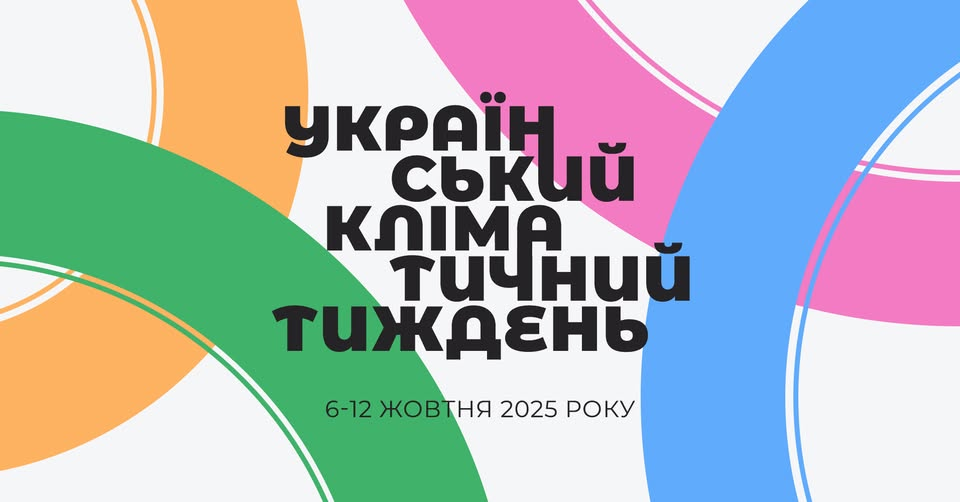 УКРАЇН
СЬКИЙ
КЛІМА
ТИЧНИЙ
ТИЖДЕНЬ
6-12 ЖОВТНЯ 2025 РОКУ